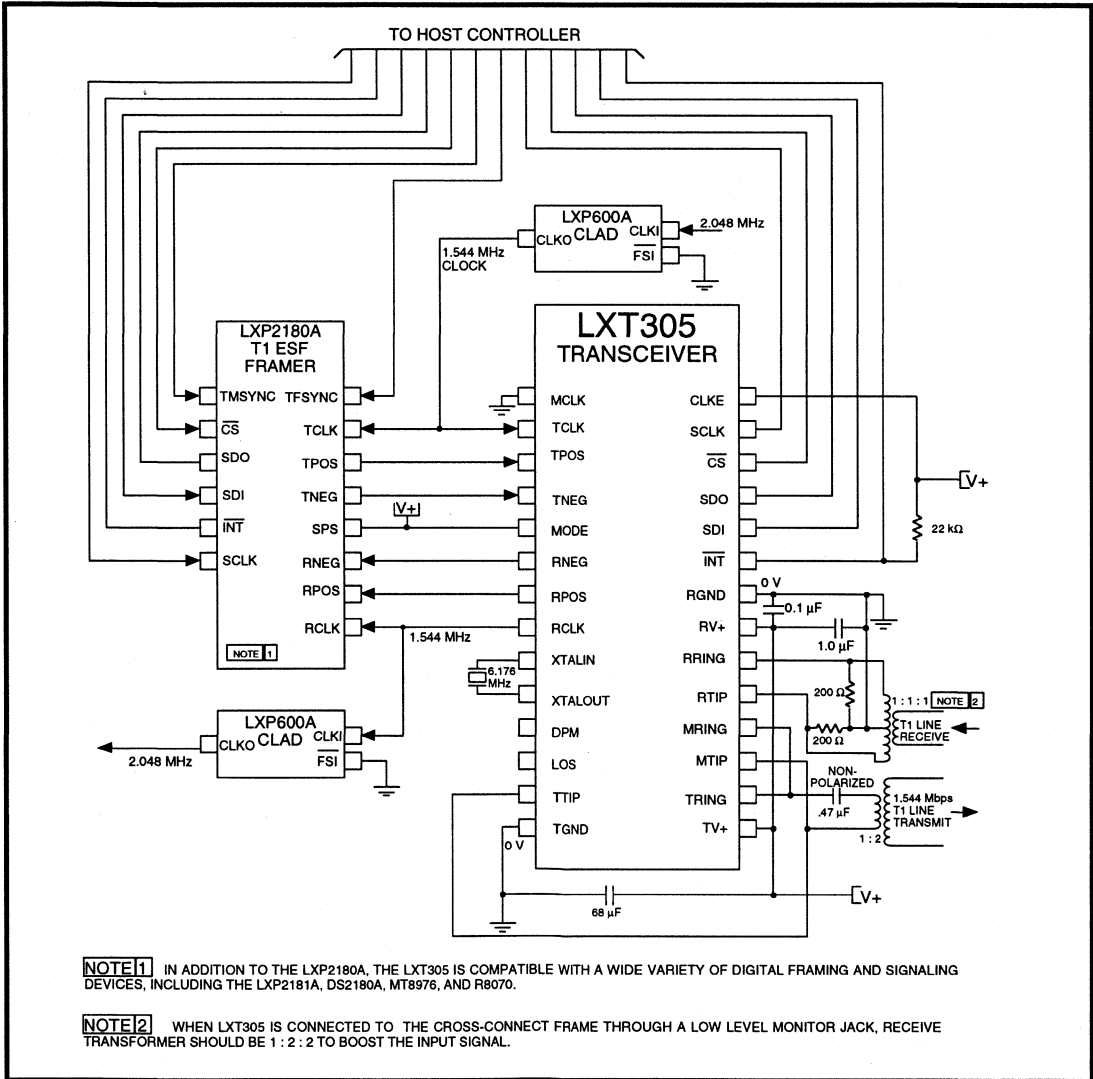 TO HOST CONTROLLER
LXP600A
CLAD
CLKO
CLKI
FSI
2.048 MHz
1.544 MHz
CLOCK
LXP2180A
T1 ESF
FRAMER
TMSYNC
TFSYNC
CS
TCLK
SDO
TPOS
SDI
TNEG
INT
SPS
SCLK
RNEG
RPOS
RCLK
NOTE 1
V+
LXT305
TRANSCEIVER
MCLK
CLKE
TCLK
SCLK
TPOS
CS
TNEG
SDO
MODE
SDI
RNEG
INT
RPOS
RGND
RCLK
RV+
XTALIN
RRING
XTALOUT
RTIP
DPM
MRING
LOS
MTIP
TTIP
TRING
TGND
TV+
V+
22 kΩ
0 V
0.1 µF
1.0 µF
1.544 MHz
6.176
MHz
200 Ω
200 Ω
1 : 1 : 1 NOTE 2
T1 LINE
RECEIVE
NON-
POLARIZED
.47 µF
1 : 2
1.544 Mbps
T1 LINE
TRANSMIT
LXP600A
CLAD
CLKO
CLKI
FSI
2.048 MHz
0 V
68 µF
V+
NOTE 1 IN ADDITION TO THE LXP2180A, THE LXT305 IS COMPATIBLE WITH A WIDE VARIETY OF DIGITAL FRAMING AND SIGNALING
DEVICES, INCLUDING THE LXP2181A, DS2180A, MT8976, AND R8070.
NOTE 2 WHEN LXT305 IS CONNECTED TO THE CROSS-CONNECT FRAME THROUGH A LOW LEVEL MONITOR JACK, RECEIVE
TRANSFORMER SHOULD BE 1 : 2 : 2 TO BOOST THE INPUT SIGNAL.